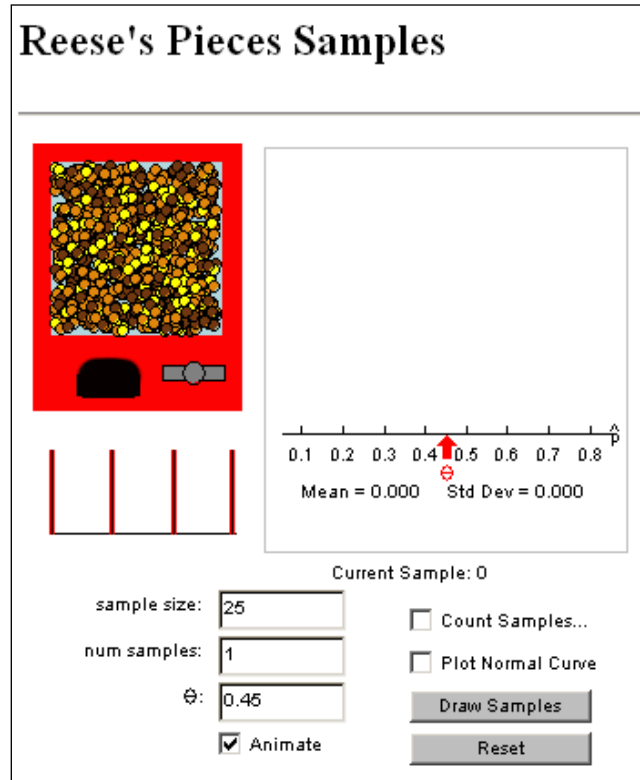 Reese's Pieces Samples
0.1 0.2 0.3 0.4 0.5 0.6 0.7 0.8 p̂
θ
Mean = 0.000 Std Dev = 0.000
Current Sample: 0
sample size: 25
Count Samples...
num samples: 1
Plot Normal Curve
θ: 0.45
Draw Samples
Animate
Reset